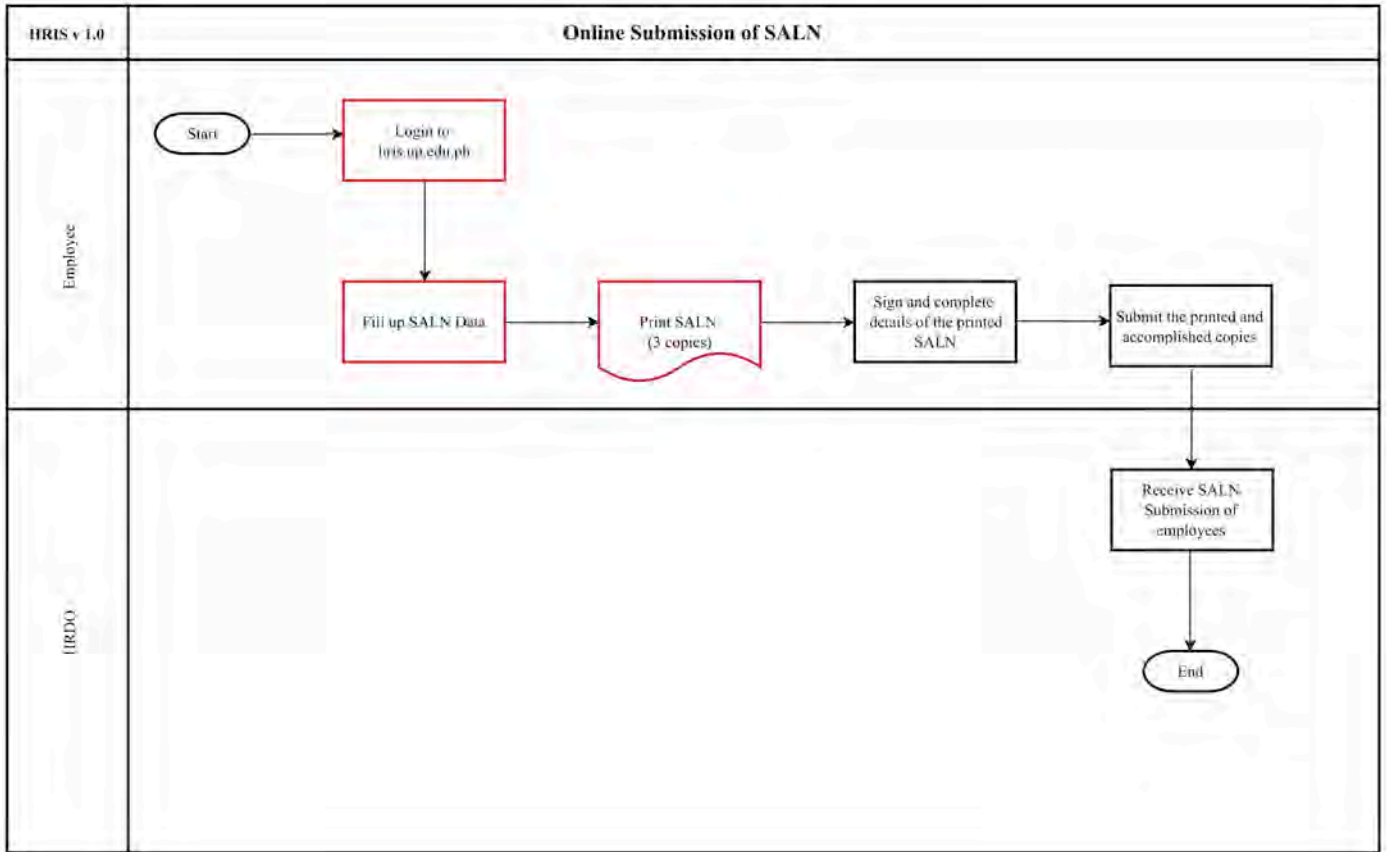 HRIS v 1.0
Online Submission of SALN
Employee
Start
Login to
hris.up.edu.ph
Fill up SALN Data
Print SALN
(3 copies)
Sign and complete
details of the printed
SALN
Submit the printed and
accomplished copies
HRDO
Receive SALN
Submission of
employees
End